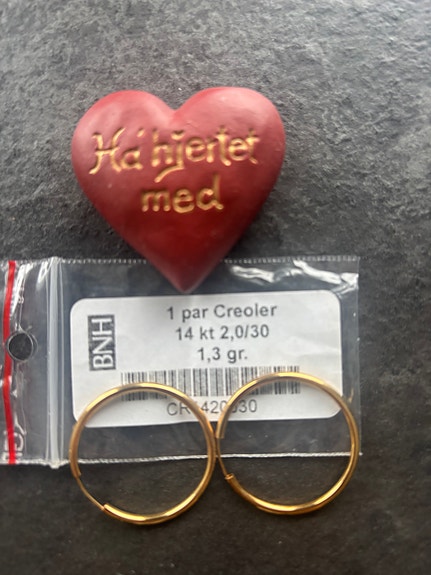 Ha' hjertet
med
BNH
1 par Creoler
14 kt 2,0/30
1,3 gr.